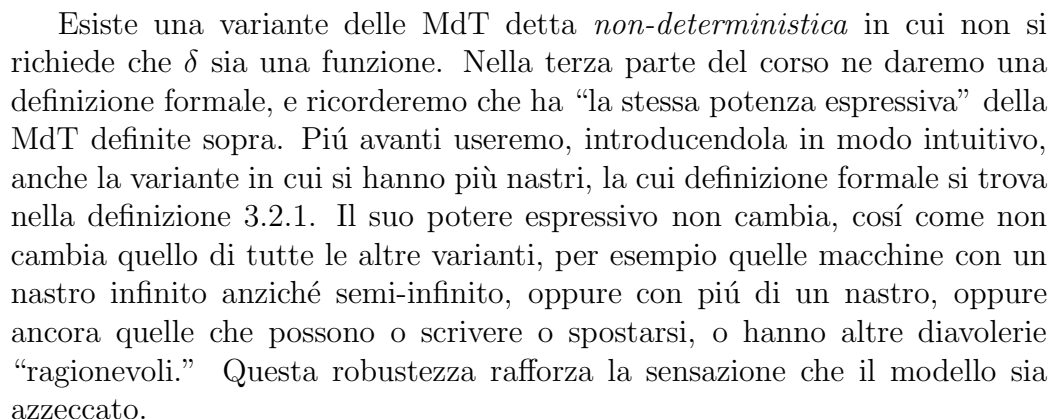 Esiste una variante delle MdT detta non-deterministica in cui non si
richiede che δ sia una funzione. Nella terza parte del corso ne daremo una
definizione formale, e ricorderemo che ha “la stessa potenza espressiva” della
MdT definite sopra. Piú avanti useremo, introducendola in modo intuitivo,
anche la variante in cui si hanno più nastri, la cui definizione formale si trova
nella definizione 3.2.1. Il suo potere espressivo non cambia, cosí come non
cambia quello di tutte le altre varianti, per esempio quelle macchine con un
nastro infinito anziché semi-infinito, oppure con piú di un nastro, oppure
ancora quelle che possono o scrivere o spostarsi, o hanno altre diavolerie
“ragionevoli.” Questa robustezza rafforza la sensazione che il modello sia
azzeccato.